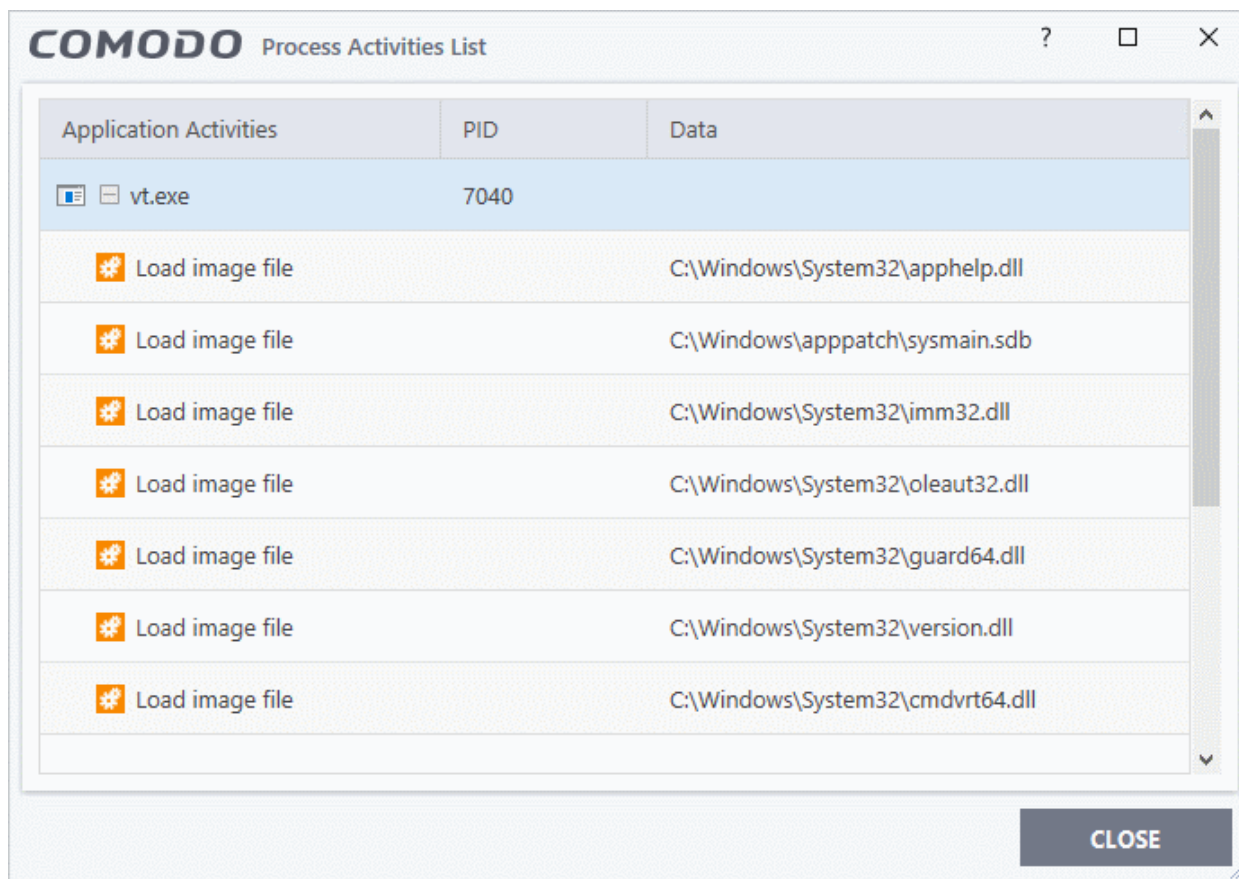 COMODO Process Activities List ?
Application Activities PID Data
vt.exe 7040
Load image file C:\Windows\System32\apphelp.dll
Load image file C:\Windows\apppatch\sysmain.sdb
Load image file C:\Windows\System32\imm32.dll
Load image file C:\Windows\System32\oleaut32.dll
Load image file C:\Windows\System32\guard64.dll
Load image file C:\Windows\System32\version.dll
Load image file C:\Windows\System32\cmdvrt64.dll
CLOSE